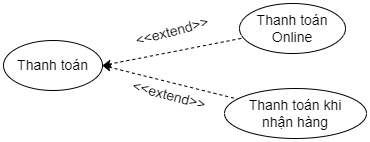 Thanh toán
<<extend>>
Thanh toán
Online
<<extend>>
Thanh toán khi
nhận hàng